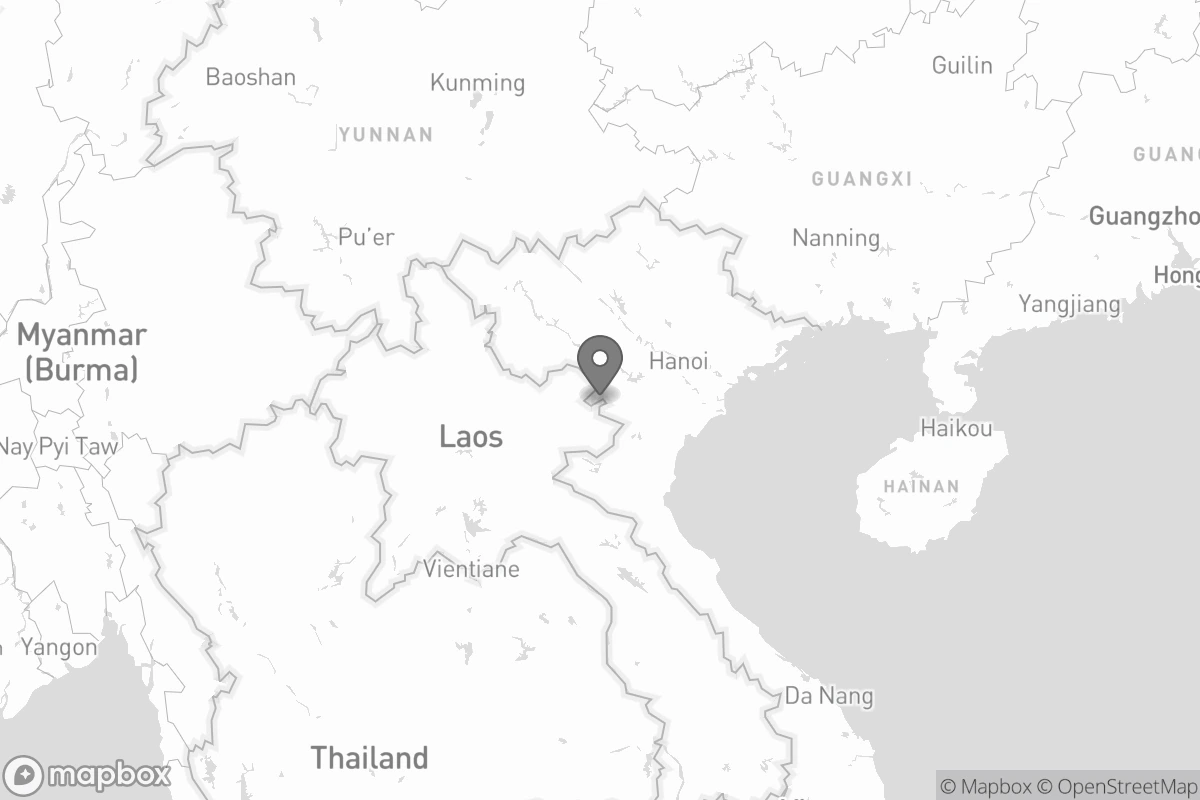 Baoshan
Kunming
Guilin
YUNNAN
GUANGXI
GUANG
Guangzho
Pu’er
Nanning
Hong
Yangjiang
Myanmar
(Burma)
Hanoi
Haikou
Nay Pyi Taw
Laos
HAINAN
Vientiane
Yangon
Da Nang
Thailand
mapbox
© Mapbox © OpenStreetMap